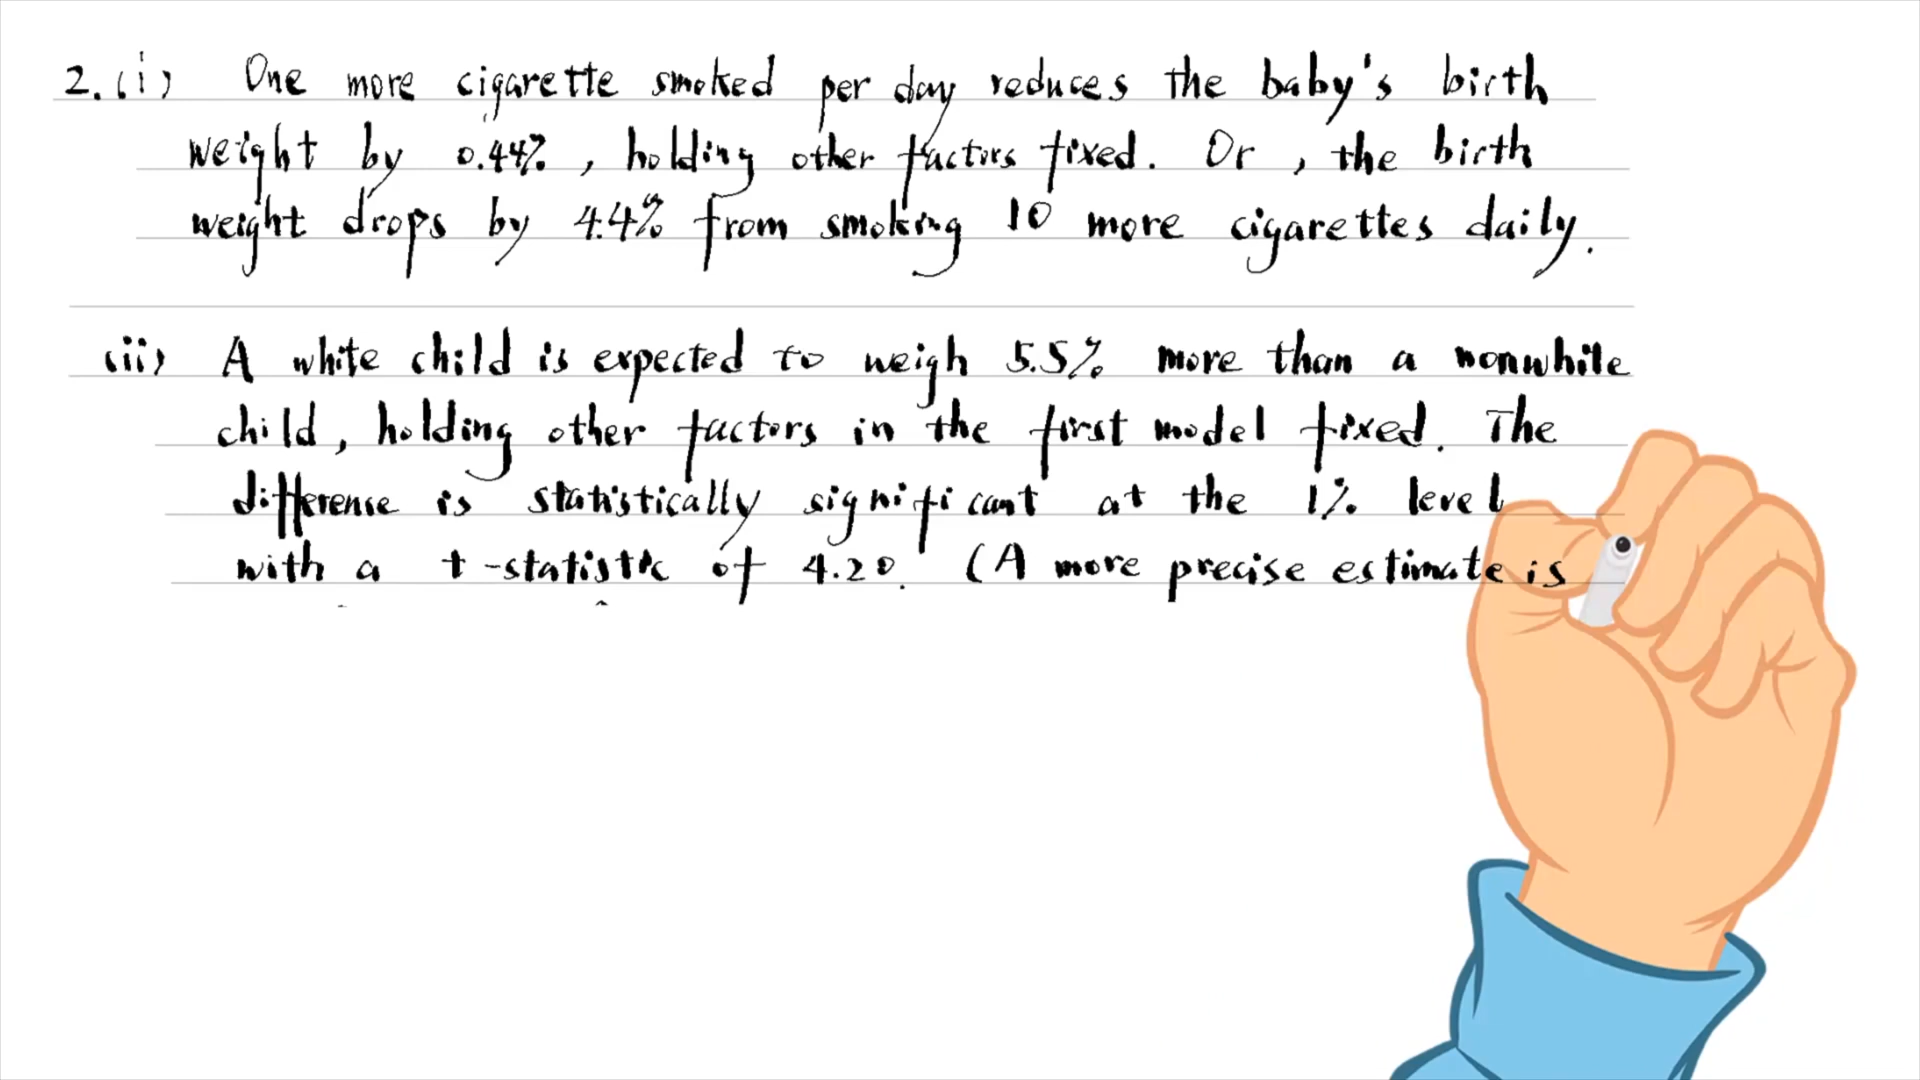 2. (i) One more cigarette smoked per day reduces the baby's birth
weight by 0.44%, holding other factors fixed. Or, the birth
weight drops by 4.4% from smoking 10 more cigarettes daily.
(ii) A white child is expected to weigh 5.5% more than a nonwhite
child, holding other factors in the first model fixed. The
difference is statistically significant at the 1% level
with a t-statistic of 4.20. (A more precise estimate is